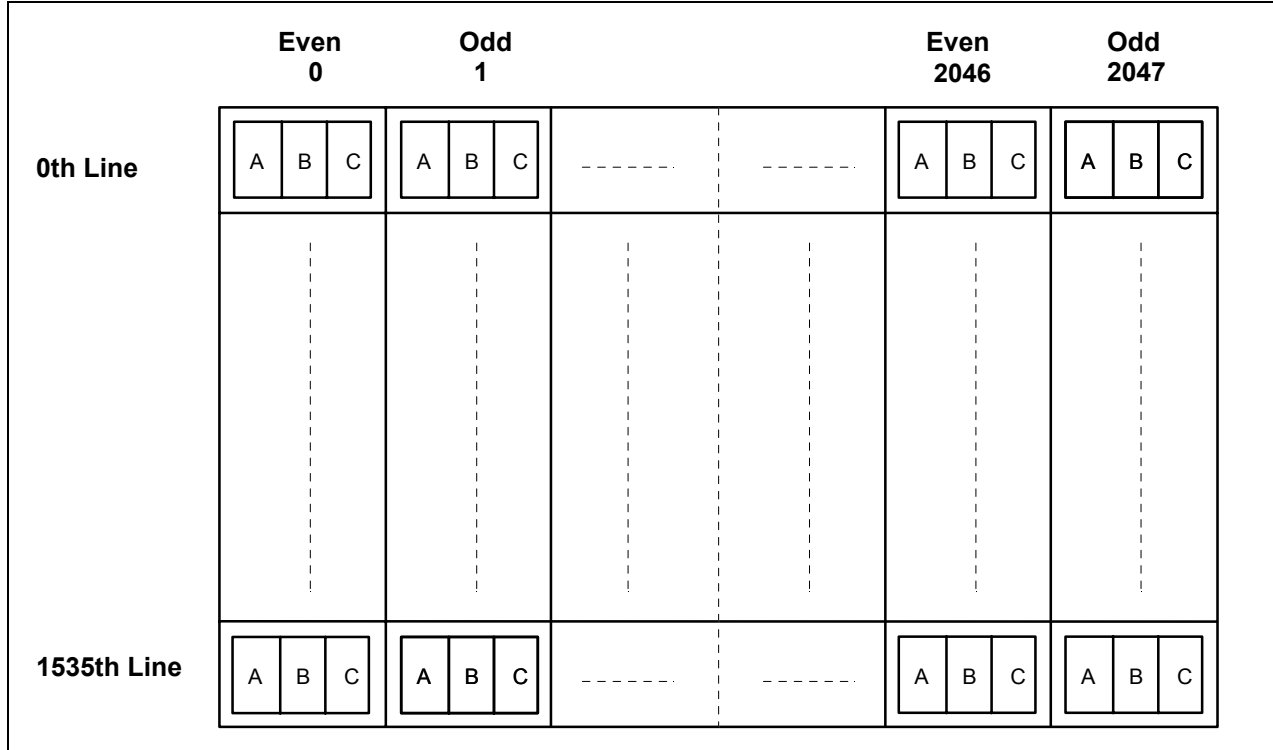 Even Odd Even Odd
0 1 2046 2047
0th Line A B C A B C A B C A B C
1535th Line A B C A B C A B C A B C